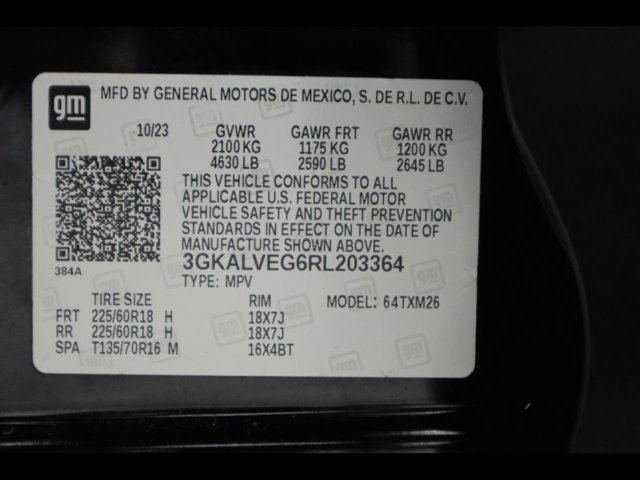 gm
MFD BY GENERAL MOTORS DE MEXICO, S. DE R.L. DE C.V.
10/23 GVWR GAWR FRT GAWR RR
2100 KG 1175 KG 1200 KG
4630 LB 2590 LB 2645 LB
THIS VEHICLE CONFORMS TO ALL
APPLICABLE U.S. FEDERAL MOTOR
VEHICLE SAFETY AND THEFT PREVENTION
STANDARDS IN EFFECT ON THE DATE OF
MANUFACTURE SHOWN ABOVE.
384A
3GKALVEG6RL203364
TYPE: MPV
TIRE SIZE RIM MODEL: 64TXM26
FRT 225/60R18 H 18X7J
RR 225/60R18 H 18X7J
SPA T135/70R16 M 16X4BT